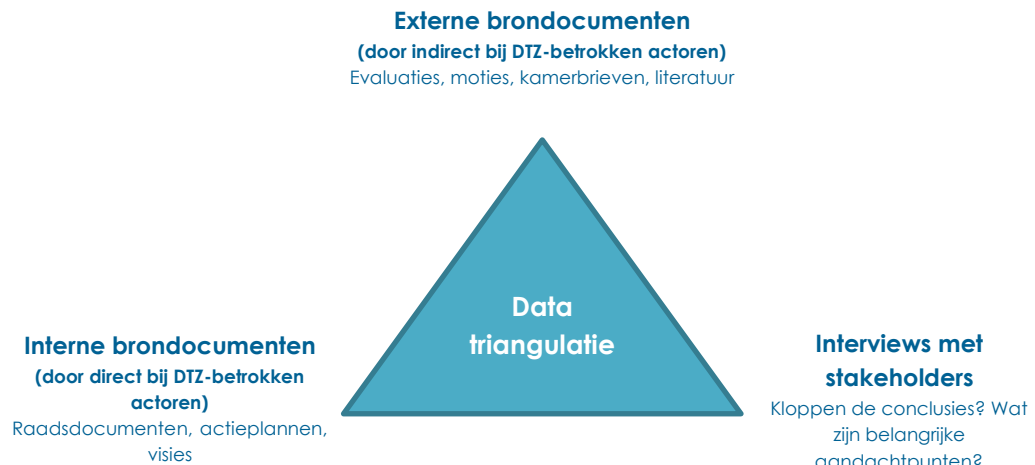 Externe brondocumenten
(door indirect bij DTZ-betrokken actoren)
Evaluaties, moties, kamerbrieven, literatuur
Data
triangulatie
Interne brondocumenten
(door direct bij DTZ-betrokken
actoren)
Raadsdocumenten, actieplannen,
visies
Interviews met
stakeholders
Kloppen de conclusies? Wat
zijn belangrijke
aandachtpunten?